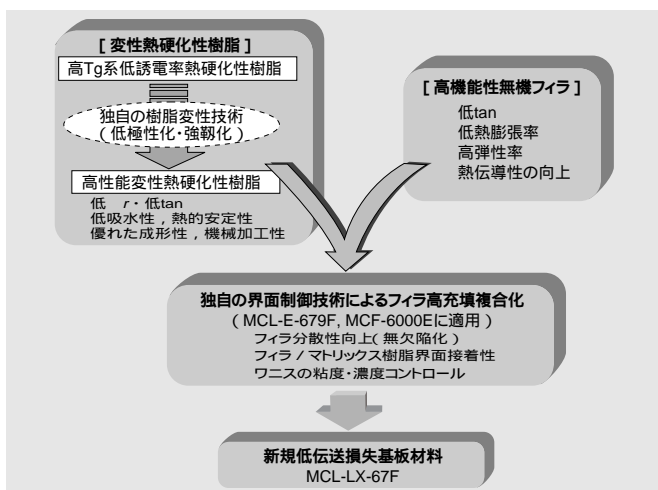 [ 変性熱硬化性樹脂 ]
高Tg系低誘電率熱硬化性樹脂
独自の樹脂変性技術
( 低極性化・強靱化 )
高性能変性熱硬化性樹脂
低 r・低tan
低吸水性，熱的安定性
優れた成形性，機械加工性
[ 高機能性無機フィラ ]
低tan
低熱膨張率
高弾性率
熱伝導性の向上
独自の界面制御技術によるフィラ高充填複合化
( MCL-E-679F, MCF-6000Eに適用 )
フィラ分散性向上( 無欠陥化 )
フィラ / マトリックス樹脂界面接着性
ワニスの粘度・濃度コントロール
新規低伝送損失基板材料
MCL-LX-67F